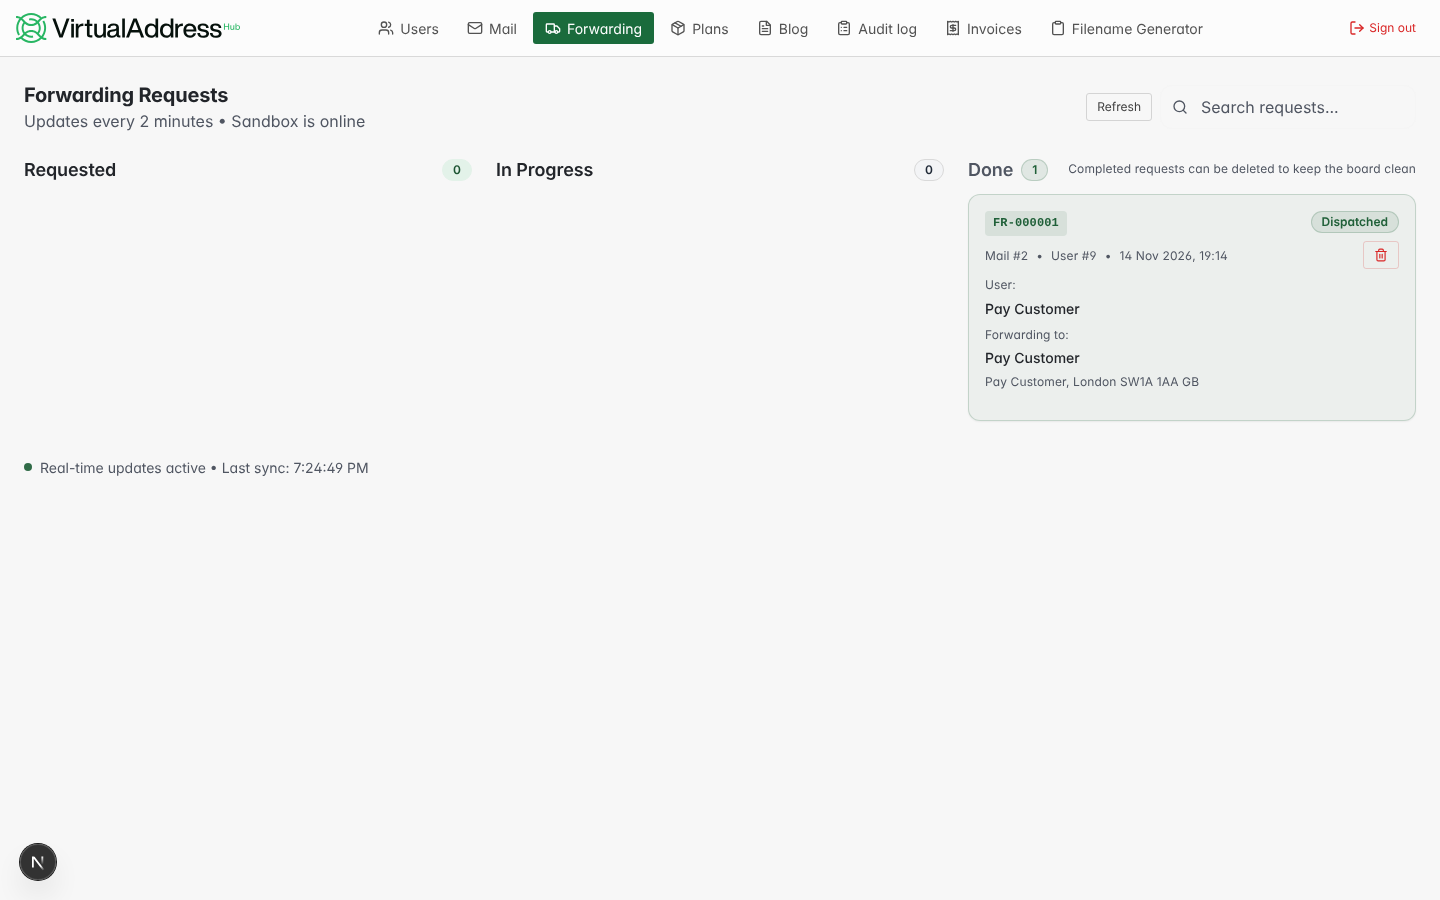 VirtualAddress Hub
Users
Mail
Forwarding
Plans
Blog
Audit log
Invoices
Filename Generator
Sign out
Forwarding Requests
Updates every 2 minutes • Sandbox is online
Refresh
Search requests...
Requested 0
In Progress 0
Done 1 Completed requests can be deleted to keep the board clean
FR-000001 Dispatched
Mail #2 • User #9 • 14 Nov 2026, 19:14
User:
Pay Customer
Forwarding to:
Pay Customer
Pay Customer, London SW1A 1AA GB
Real-time updates active • Last sync: 7:24:49 PM
N